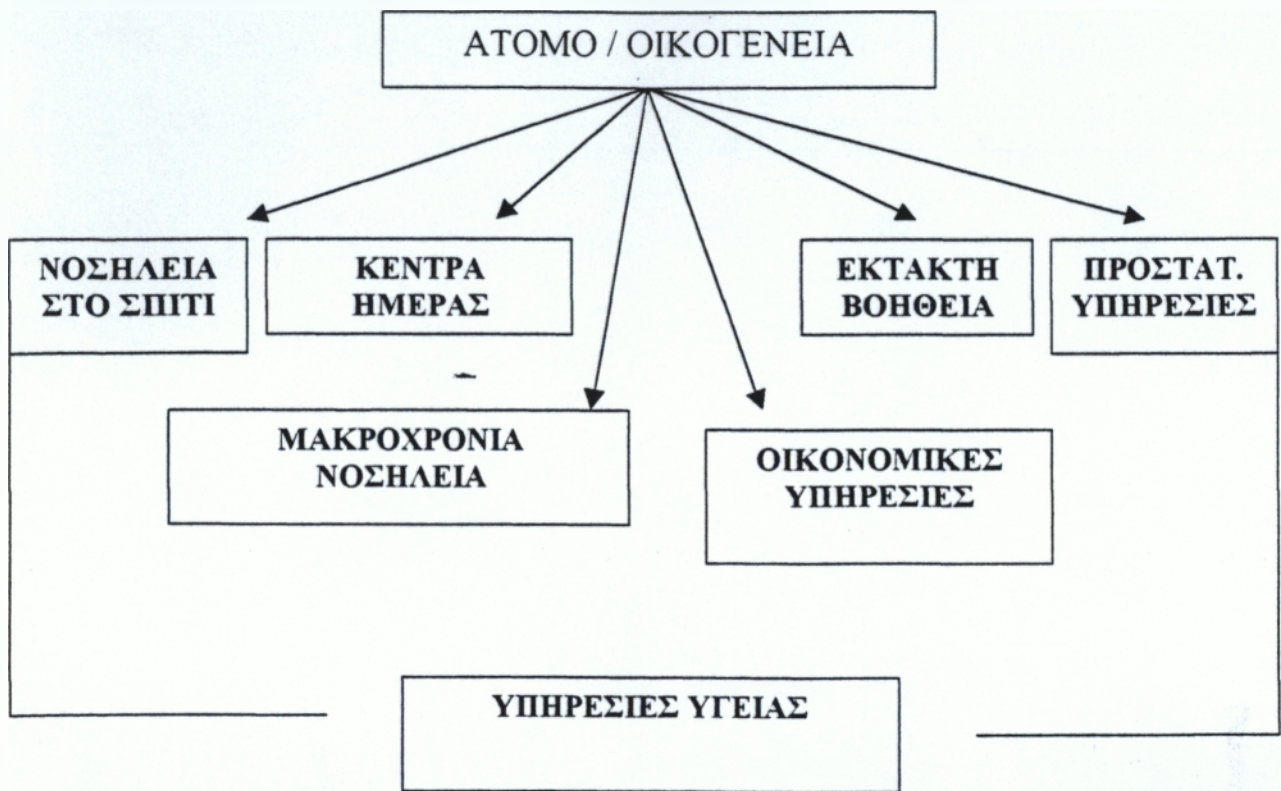 ΑΤΟΜΟ / ΟΙΚΟΓΕΝΕΙΑ
ΝΟΣΗΛΕΙΑ
ΣΤΟ ΣΠΙΤΙ
ΚΕΝΤΡΑ
ΗΜΕΡΑΣ
ΕΚΤΑΚΤΗ
ΒΟΗΘΕΙΑ
ΠΡΟΣΤΑΤ.
ΥΠΗΡΕΣΙΕΣ
ΜΑΚΡΟΧΡΟΝΙΑ
ΝΟΣΗΛΕΙΑ
ΟΙΚΟΝΟΜΙΚΕΣ
ΥΠΗΡΕΣΙΕΣ
ΥΠΗΡΕΣΙΕΣ ΥΓΕΙΑΣ